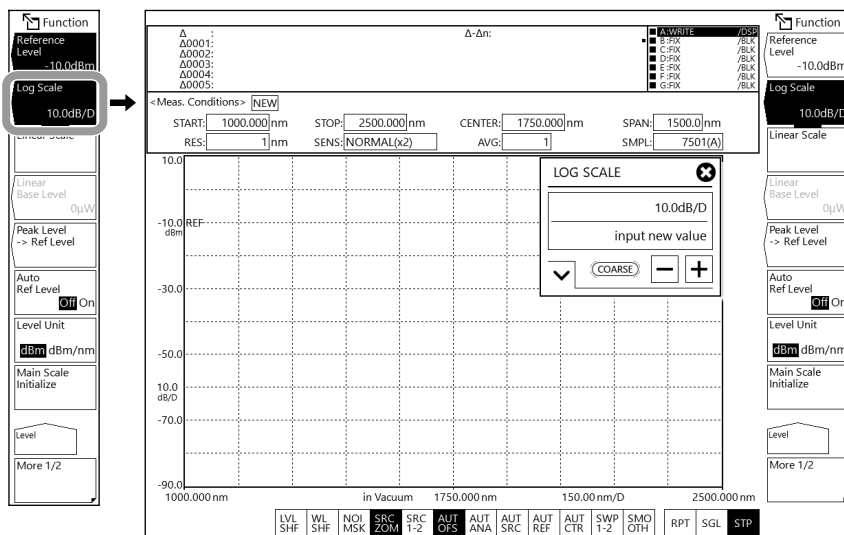 Function
Reference
Level
-10.0dBm
Log Scale
10.0dB/D
Linear Scale
Linear
Base Level
0µW
Peak Level
-> Ref Level
Auto
Ref Level
Off On
Level Unit
dBm dBm/nm
Main Scale
Initialize
Level
More 1/2
Δ :
Δ0001:
Δ0002:
Δ0003:
Δ0004:
Δ0005:
Δ-Δn:
A:WRITE /DSP
B:FIX /BLK
C:FIX /BLK
D:FIX /BLK
E:FIX /BLK
F:FIX /BLK
G:FIX /BLK
<Meas. Conditions> NEW
START: 1000.000 nm STOP: 2500.000 nm CENTER: 1750.000 nm SPAN: 1500.0 nm
RES: 1 nm SENS: NORMAL(x2) AVG: 1 SMPL: 7501(A)
10.0
-10.0 REF
dBm
-30.0
-50.0
10.0
dB/D
-70.0
-90.0
LOG SCALE
10.0dB/D
input new value
COARSE
1000.000 nm in Vacuum 1750.000 nm 150.00 nm/D 2500.000 nm
LVL SHF
WL SHF
NOI MSK
SRC ZOM
SRC 1-2
AUT OFS
AUT ANA
AUT SRC
AUT REF
AUT CTR
SWP 1-2
SMO OTH
RPT
SGL
STP
Function
Reference
Level
-10.0dBm
Log Scale
10.0dB/D
Linear Scale
Linear
Base Level
0µW
Peak Level
-> Ref Level
Auto
Ref Level
Off On
Level Unit
dBm dBm/nm
Main Scale
Initialize
Level
More 1/2